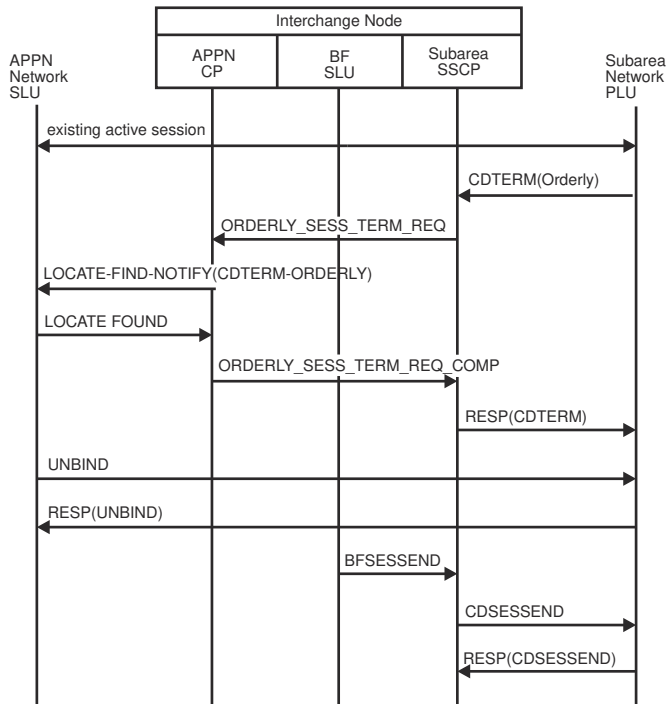 Interchange Node
APPN
Network
SLU
APPN
CP
BF
SLU
Subarea
SSCP
Subarea
Network
PLU
existing active session
CDTERM(Orderly)
ORDERLY_SESS_TERM_REQ
LOCATE-FIND-NOTIFY(CDTERM-ORDERLY)
LOCATE FOUND
ORDERLY_SESS_TERM_REQ_COMP
RESP(CDTERM)
UNBIND
RESP(UNBIND)
BFSESSEND
CDSESSEND
RESP(CDSESSEND)